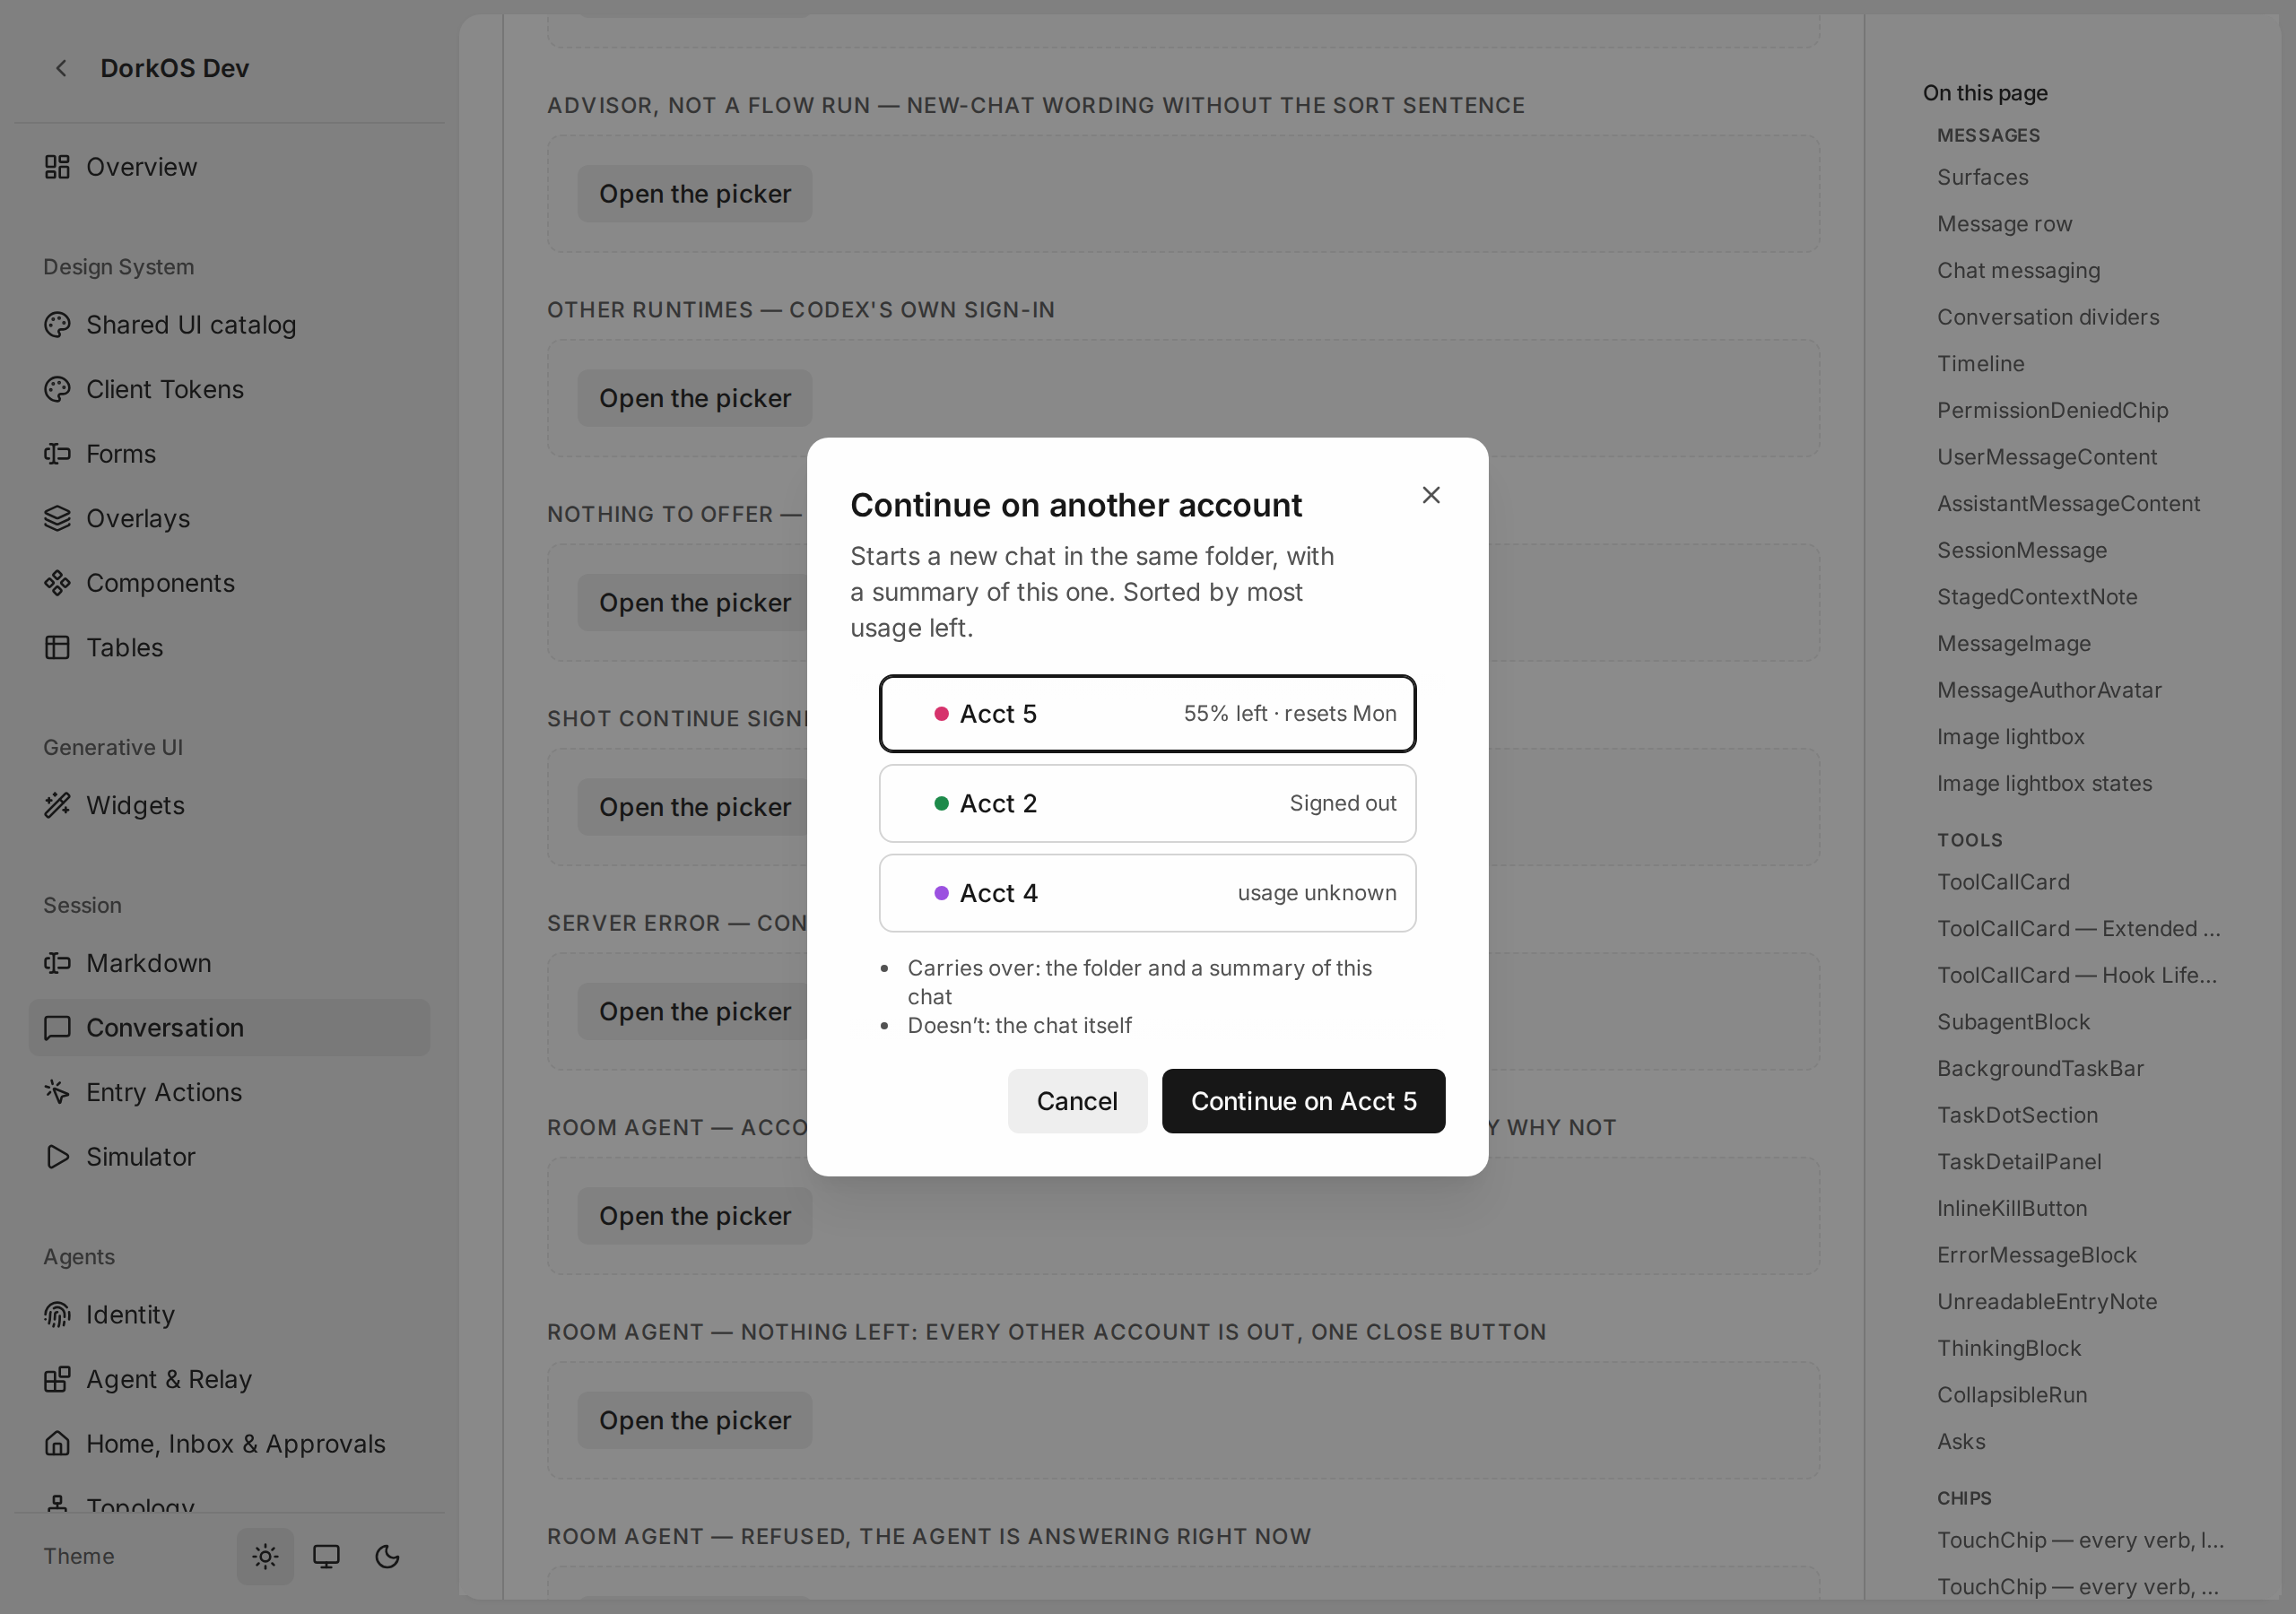 DorkOS Dev
Overview
Design System
Shared UI catalog
Client Tokens
Forms
Overlays
Components
Tables
Generative UI
Widgets
Session
Markdown
Conversation
Entry Actions
Simulator
Agents
Identity
Agent & Relay
Home, Inbox & Approvals
Topology
Theme
ADVISOR, NOT A FLOW RUN — NEW-CHAT WORDING WITHOUT THE SORT SENTENCE
Open the picker
OTHER RUNTIMES — CODEX'S OWN SIGN-IN
Open the picker
NOTHING TO OFFER —
Open the picker
SHOT CONTINUE SIGN
Open the picker
SERVER ERROR — CON
Open the picker
ROOM AGENT — ACCO
Y WHY NOT
Open the picker
ROOM AGENT — NOTHING LEFT: EVERY OTHER ACCOUNT IS OUT, ONE CLOSE BUTTON
Open the picker
ROOM AGENT — REFUSED, THE AGENT IS ANSWERING RIGHT NOW
Continue on another account
Starts a new chat in the same folder, with
a summary of this one. Sorted by most
usage left.
Acct 5 55% left · resets Mon
Acct 2 Signed out
Acct 4 usage unknown
• Carries over: the folder and a summary of this
chat
• Doesn’t: the chat itself
Cancel
Continue on Acct 5
On this page
MESSAGES
Surfaces
Message row
Chat messaging
Conversation dividers
Timeline
PermissionDeniedChip
UserMessageContent
AssistantMessageContent
SessionMessage
StagedContextNote
MessageImage
MessageAuthorAvatar
Image lightbox
Image lightbox states
TOOLS
ToolCallCard
ToolCallCard — Extended ...
ToolCallCard — Hook Life...
SubagentBlock
BackgroundTaskBar
TaskDotSection
TaskDetailPanel
InlineKillButton
ErrorMessageBlock
UnreadableEntryNote
ThinkingBlock
CollapsibleRun
Asks
CHIPS
TouchChip — every verb, l...
TouchChip — every verb, ...